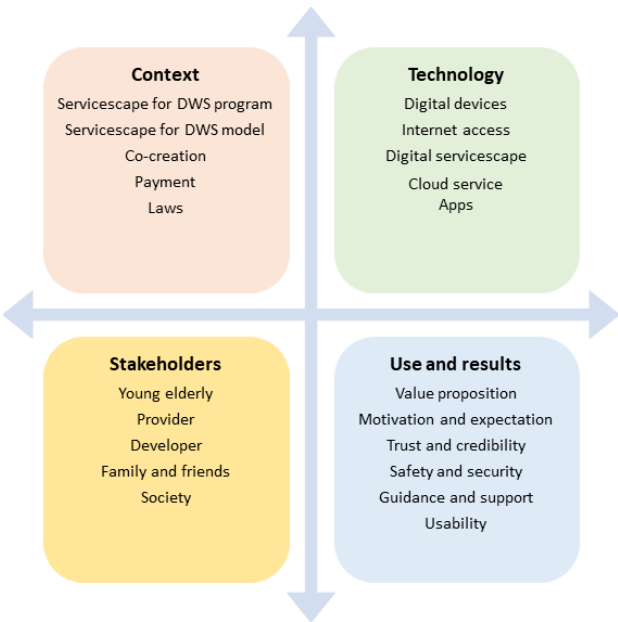 Context
Servicescape for DWS program
Servicescape for DWS model
Co-creation
Payment
Laws
Technology
Digital devices
Internet access
Digital servicescape
Cloud service
Apps
Stakeholders
Young elderly
Provider
Developer
Family and friends
Society
Use and results
Value proposition
Motivation and expectation
Trust and credibility
Safety and security
Guidance and support
Usability